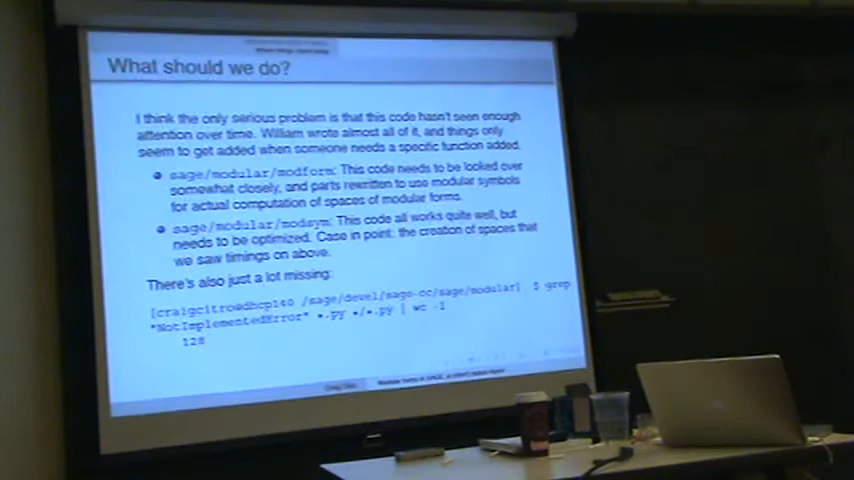 What should we do?
I think the only serious problem is that this code hasn't seen enough
attention over time. William wrote almost all of it, and things only
seem to get added when someone needs a specific function added.
sage/modular/modform: This code needs to be looked over
somewhat closely, and parts rewritten to use modular symbols
for actual computation of spaces of modular forms.
sage/modular/modsym: This code all works quite well, but
needs to be optimized. Case in point: the creation of spaces that
we saw timings on above.
There's also just a lot missing:
[craigcitro@dhcp140 /sage/devel/sage-cc/sage/modular] $ grep
"NotImplementedError" *.py */*.py | wc -l
128
Craig Citro